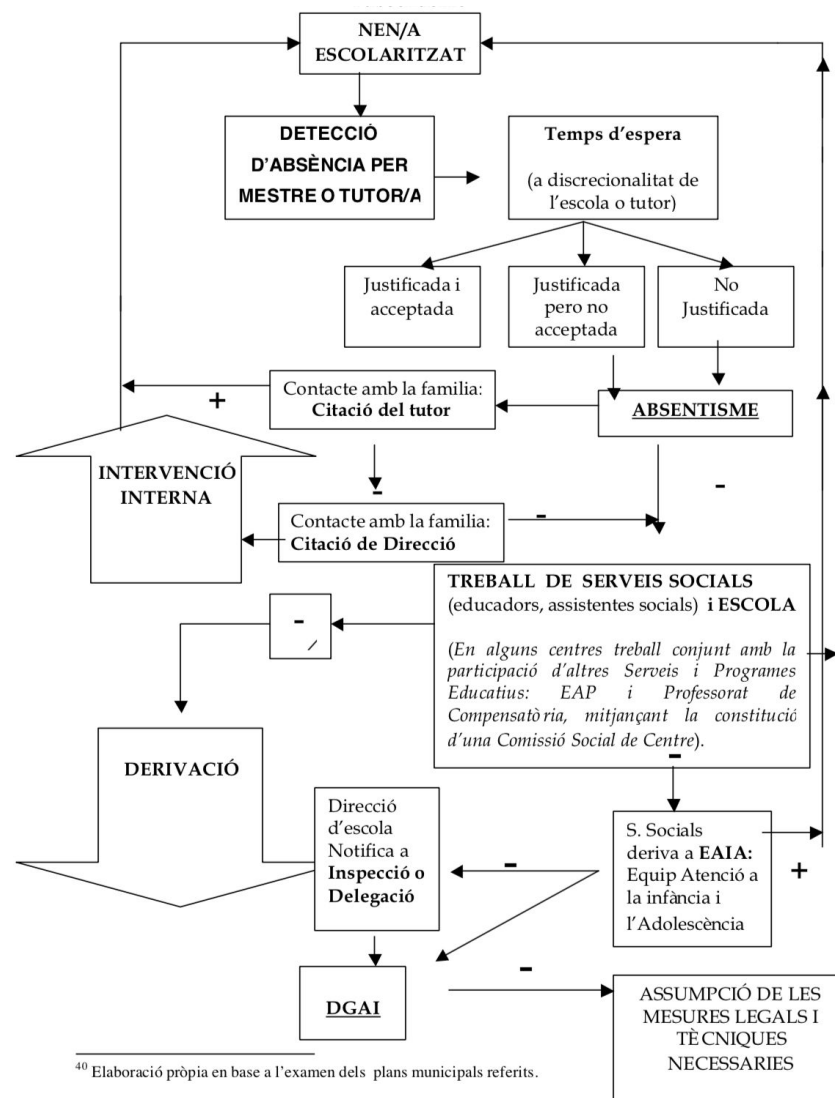 NEN/A
ESCOLARITZAT
DETECCIÓ
D'ABSÈNCIA PER
MESTRE O TUTOR/A
Temps d'espera
(a discrecionalitat de
l'escola o tutor)
Justificada i
acceptada
Justificada
pero no
acceptada
No
Justificada
Contacte amb la familia:
Citació del tutor
+
ABSENTISME
INTERVENCIÓ
INTERNA
-
-
Contacte amb la familia:
Citació de Direcció
-
TREBALL DE SERVEIS SOCIALS
(educadors, assistentes socials) i ESCOLA
(En alguns centres treball conjunt amb la
participació d'altres Serveis i Programes
Educatius: EAP i Professorat de
Compensatòria, mitjançant la constitució
d'una Comissió Social de Centre).
-
-
DERIVACIÓ
Direcció
d'escola
Notifica a
Inspecció o
Delegació
-
S. Socials
deriva a EAIA:
Equip Atenció a
la infància i
l'Adolescència
+
DGAI
-
ASSUMPCIÓ DE LES
MESURES LEGALS I
TÈCNIQUES
NECESSARIES
40 Elaboració pròpia en base a l'examen dels plans municipals referits.